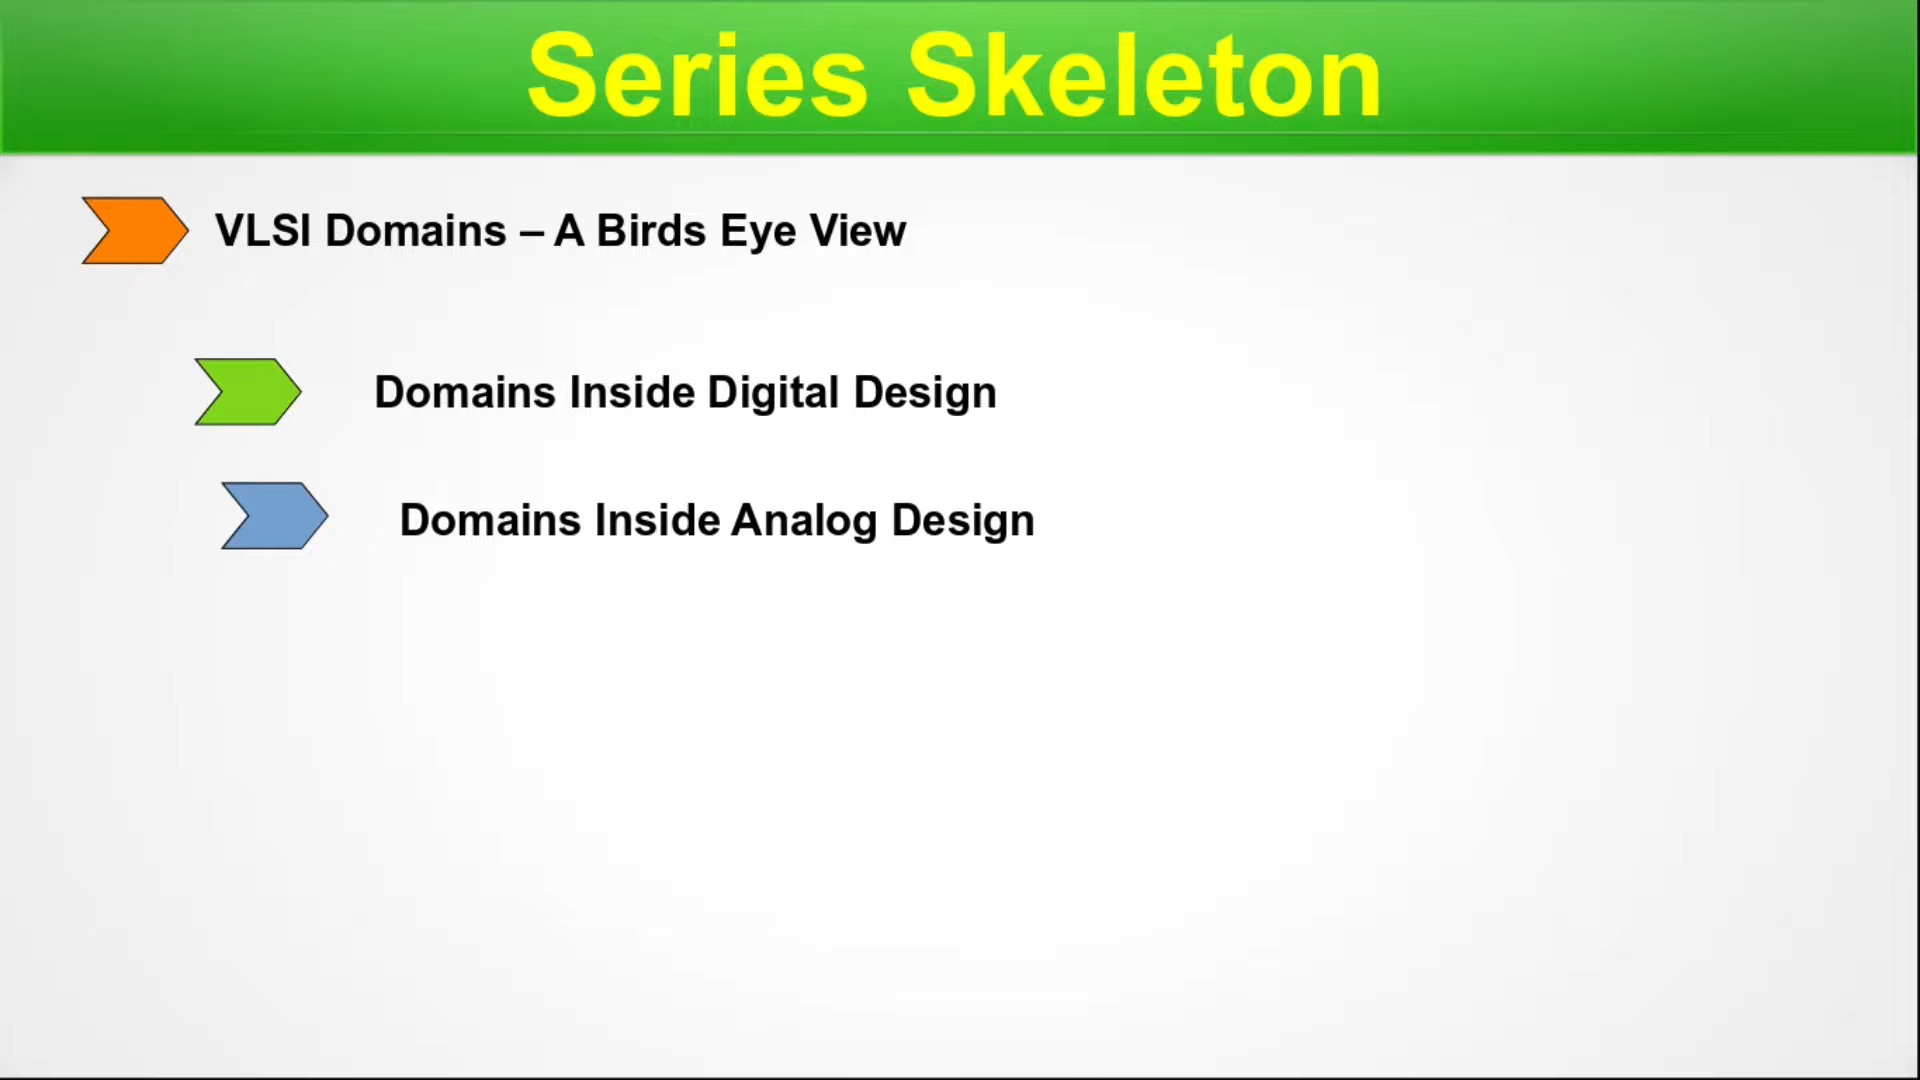 Series Skeleton
VLSI Domains – A Birds Eye View
Domains Inside Digital Design
Domains Inside Analog Design